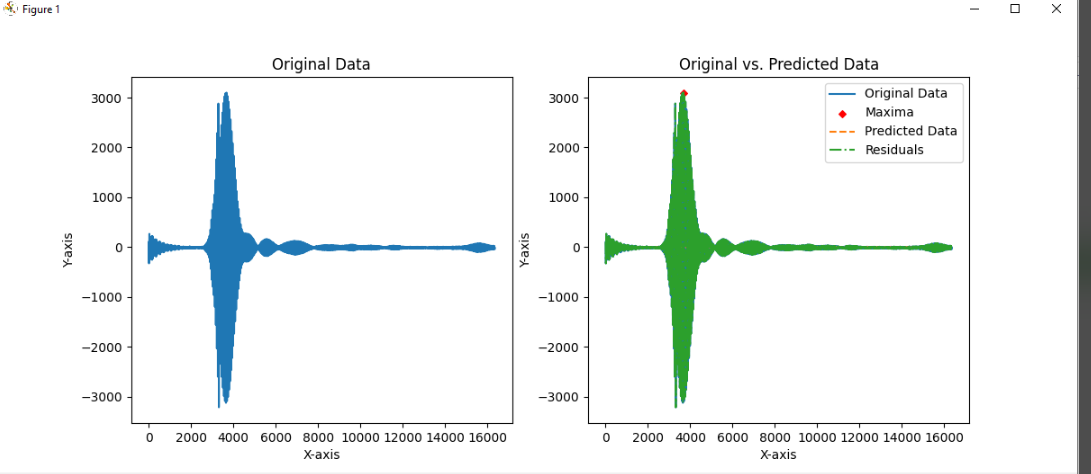 Figure 1
Original Data
3000
2000
1000
0
−1000
−2000
−3000
Y-axis
0 2000 4000 6000 8000 10000 12000 14000 16000
X-axis
Original vs. Predicted Data
3000
2000
1000
0
−1000
−2000
−3000
Y-axis
0 2000 4000 6000 8000 10000 12000 14000 16000
X-axis
Original Data
Maxima
Predicted Data
Residuals